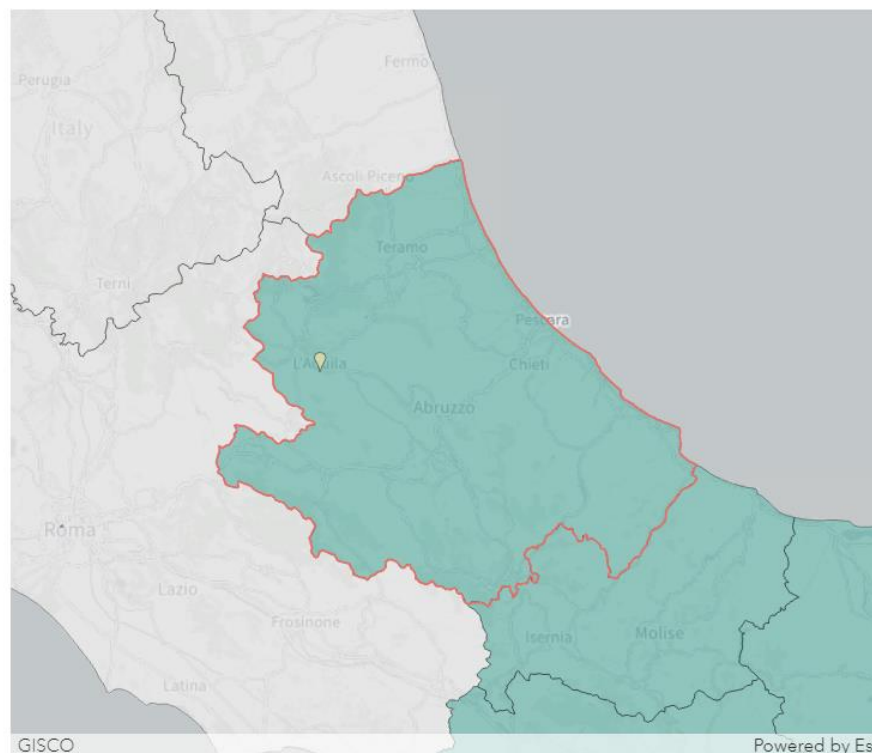 Fermo
Perugia
Italy
Ascoli Piceno
Teramo
Terni
Pescara
L'Aquila
Chieti
Abruzzo
Roma
Lazio
Frosinone
Isernia
Molise
Latina
GISCO
Powered by Es